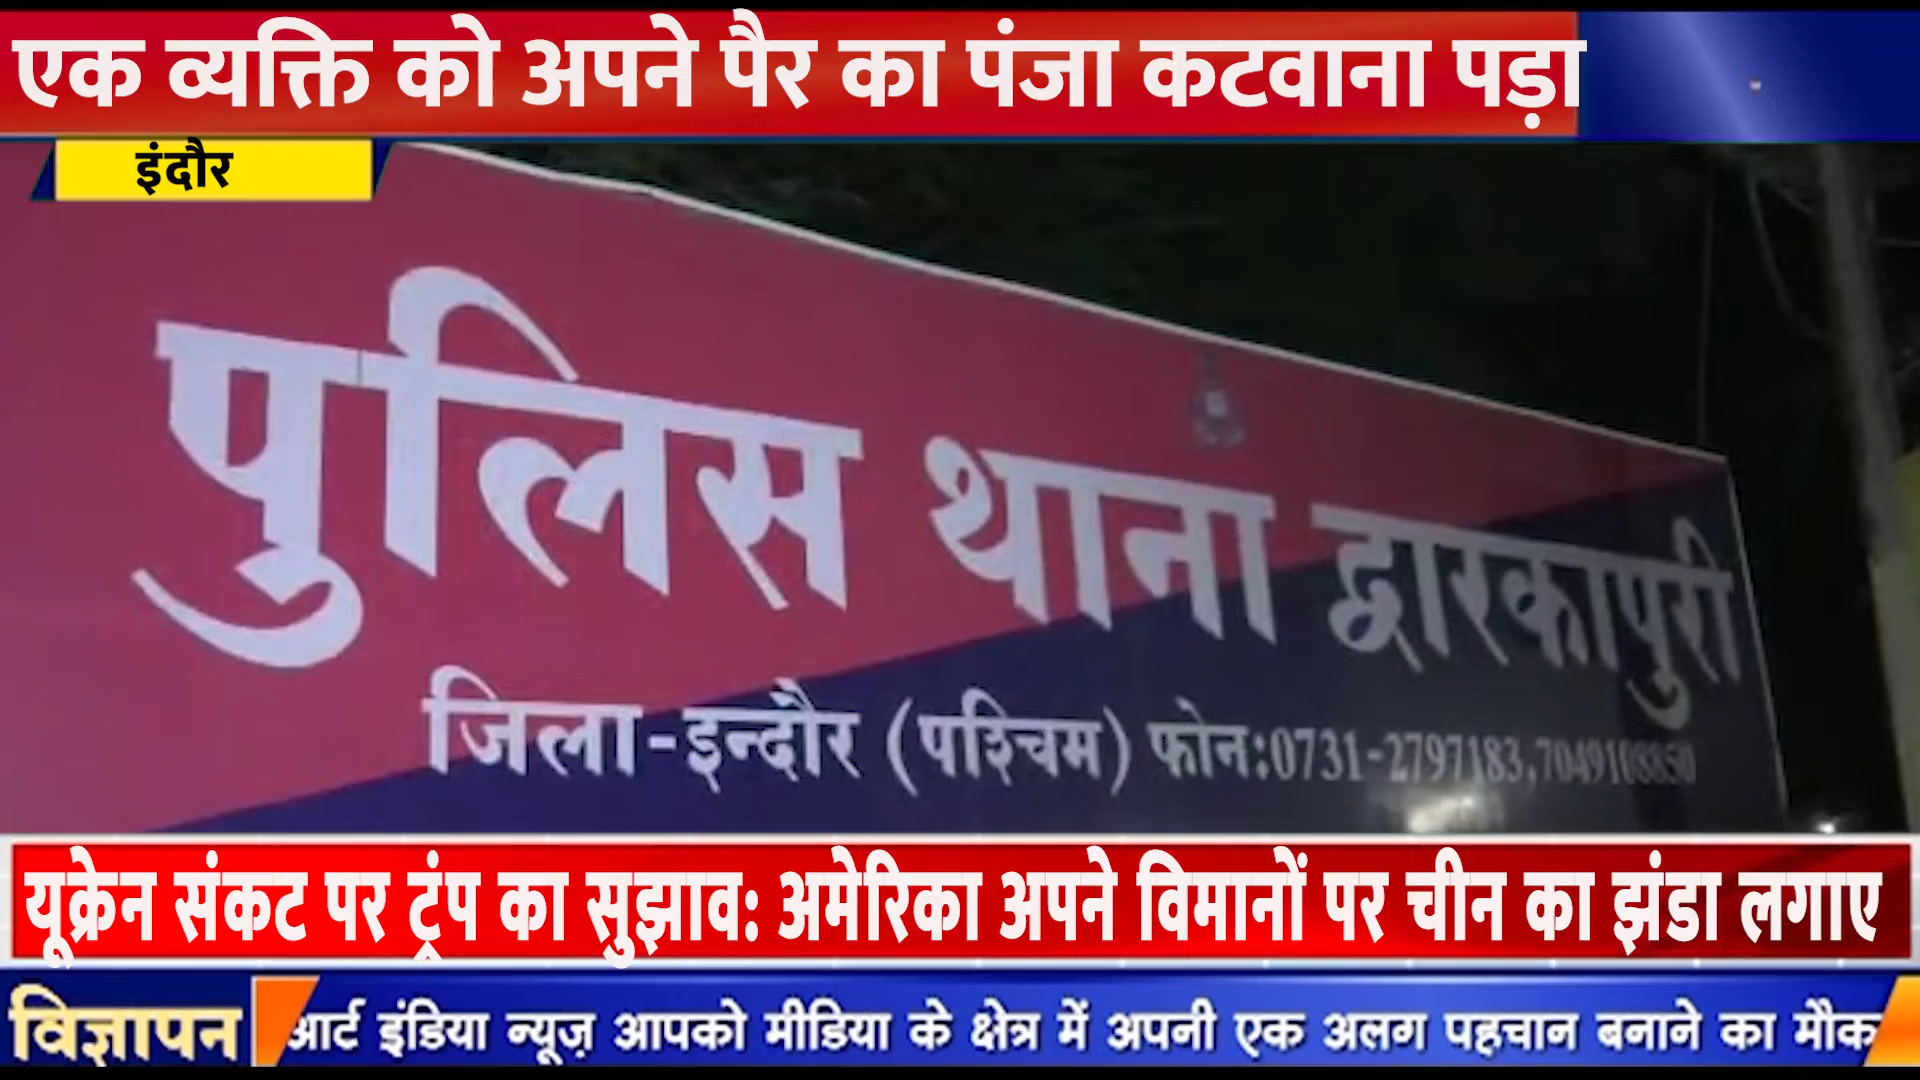 एक व्यक्ति को अपने पैर का पंजा कटवाना पड़ा
इंदौर
पुलिस थाना द्वारकापुरी
जिला-इन्दौर (पश्चिम) फोन:0731-2797183,7049108850
यूक्रेन संकट पर ट्रंप का सुझाव: अमेरिका अपने विमानों पर चीन का झंडा लगाए
विज्ञापन
आर्ट इंडिया न्यूज़ आपको मीडिया के क्षेत्र में अपनी एक अलग पहचान बनाने का मौक